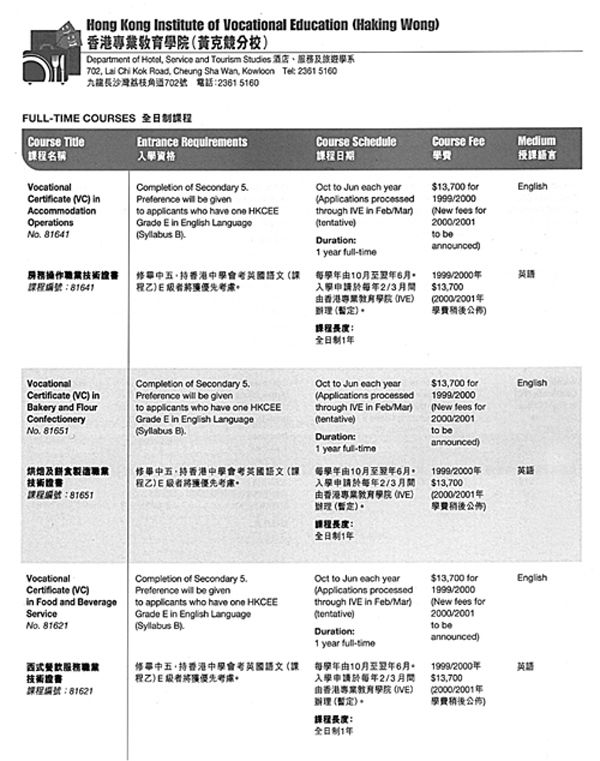 Hong Kong Institute of Vocational Education (Haking Wong)
香港專業教育學院(黃克競分校)
Department of Hotel, Service and Tourism Studies 酒店、服務及旅遊學系
702, Lai Chi Kok Road, Cheung Sha Wan, Kowloon Tel: 2361 5160
九龍長沙灣荔枝角道702號 電話:2361 5160
FULL-TIME COURSES 全日制課程
Course Title
課程名稱
Entrance Requirements
入學資格
Course Schedule
課程日期
Course Fee
學費
Medium
授課語言
Vocational
Certificate (VC) in
Accommodation
Operations
No. 81641
Completion of Secondary 5.
Preference will be given
to applicants who have one HKCEE
Grade E in English Language
(Syllabus B).
Oct to Jun each year
(Applications processed
through IVE in Feb/Mar)
(tentative)
Duration:
1 year full-time
$13,700 for
1999/2000
(New fees for
2000/2001
to be
announced)
English
房務操作職業技術證書
課程編號:81641
修畢中五,持香港中學會考英國語文(課
程乙)E級者將獲優先考慮。
每學年由10月至翌年6月。
入學申請於每年2/3月間
由香港專業教育學院(IVE)
辦理(暫定)。
課程長度:
全日制1年
1999/2000年
$13,700
(2000/2001年
學費稍後公佈)
英語
Vocational
Certificate (VC) in
Bakery and Flour
Confectionery
No. 81651
Completion of Secondary 5.
Preference will be given
to applicants who have one HKCEE
Grade E in English Language
(Syllabus B).
Oct to Jun each year
(Applications processed
through IVE in Feb/Mar)
(tentative)
Duration:
1 year full-time
$13,700 for
1999/2000
(New fees for
2000/2001
to be
announced)
English
烘焙及餅食製造職業
技術證書
課程編號:81651
修畢中五,持香港中學會考英國語文(課
程乙)E級者將獲優先考慮。
每學年由10月至翌年6月。
入學申請於每年2/3月間
由香港專業教育學院(IVE)
辦理(暫定)。
課程長度:
全日制1年
1999/2000年
$13,700
(2000/2001年
學費稍後公佈)
英語
Vocational
Certificate (VC)
in Food and Beverage
Service
No. 81621
Completion of Secondary 5.
Preference will be given
to applicants who have one HKCEE
Grade E in English Language
(Syllabus B).
Oct to Jun each year
(Applications processed
through IVE in Feb/Mar)
(tentative)
Duration:
1 year full-time
$13,700 for
1999/2000
(New fees for
2000/2001
to be
announced)
English
西式餐飲服務職業
技術證書
課程編號:81621
修畢中五,持香港中學會考英國語文(課
程乙)E級者將獲優先考慮。
每學年由10月至翌年6月。
入學申請於每年2/3月間
由香港專業教育學院(IVE)
辦理(暫定)。
課程長度:
全日制1年
1999/2000年
$13,700
(2000/2001年
學費稍後公佈)
英語